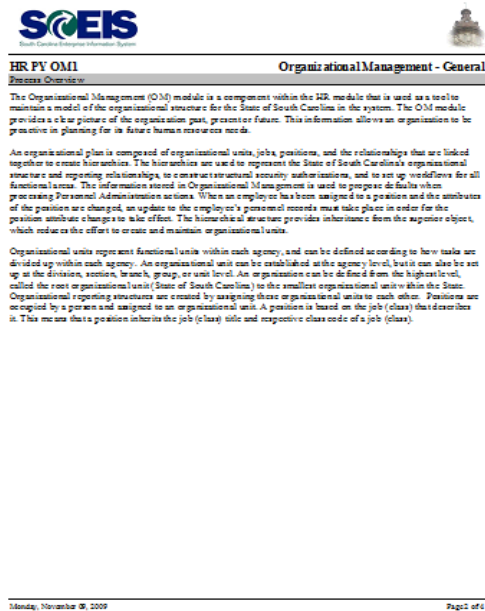 SCEIS
South Carolina Enterprise Information System
HR PY OM1 Organizational Management - General
Process Overview
The Organizational Management (OM) module is a component within the HR module that is used as a tool to
maintain a model of the organizational structure for the State of South Carolina in the system. The OM module
provides a clear picture of the organization past, present or future. This information allows an organization to be
proactive in planning for its future human resources needs.
An organizational plan is composed of organizational units, jobs, positions, and the relationships that are linked
together to create hierarchies. The hierarchies are used to represent the State of South Carolina's organizational
structure and reporting relationships, to construct structural security authorizations, and to set up workflows for all
functional areas. The information stored in Organizational Management is used to propose defaults when
processing Personnel Administration actions. When an employee has been assigned to a position and the attributes
of the position are changed, an update to the employee's personnel records must take place in order for the
position attribute changes to take effect. The hierarchical structure provides inheritance from the superior object,
which reduces the effort to create and maintain organizational units.
Organizational units represent functional units within each agency, and can be defined according to how tasks are
divided up within each agency. An organizational unit can be established at the agency level, but it can also be set
up at the division, section, branch, group, or unit level. An organization can be defined from the highest level,
called the root organizational unit (State of South Carolina) to the smallest organizational unit within the State.
Organizational reporting structures are created by assigning these organizational units to each other. Positions are
occupied by a person and assigned to an organizational unit. A position is based on the job (class) that describes
it. This means that a position inherits the job (class) title and respective class code of a job (class).
Monday, November 09, 2009 Page 2 of 6